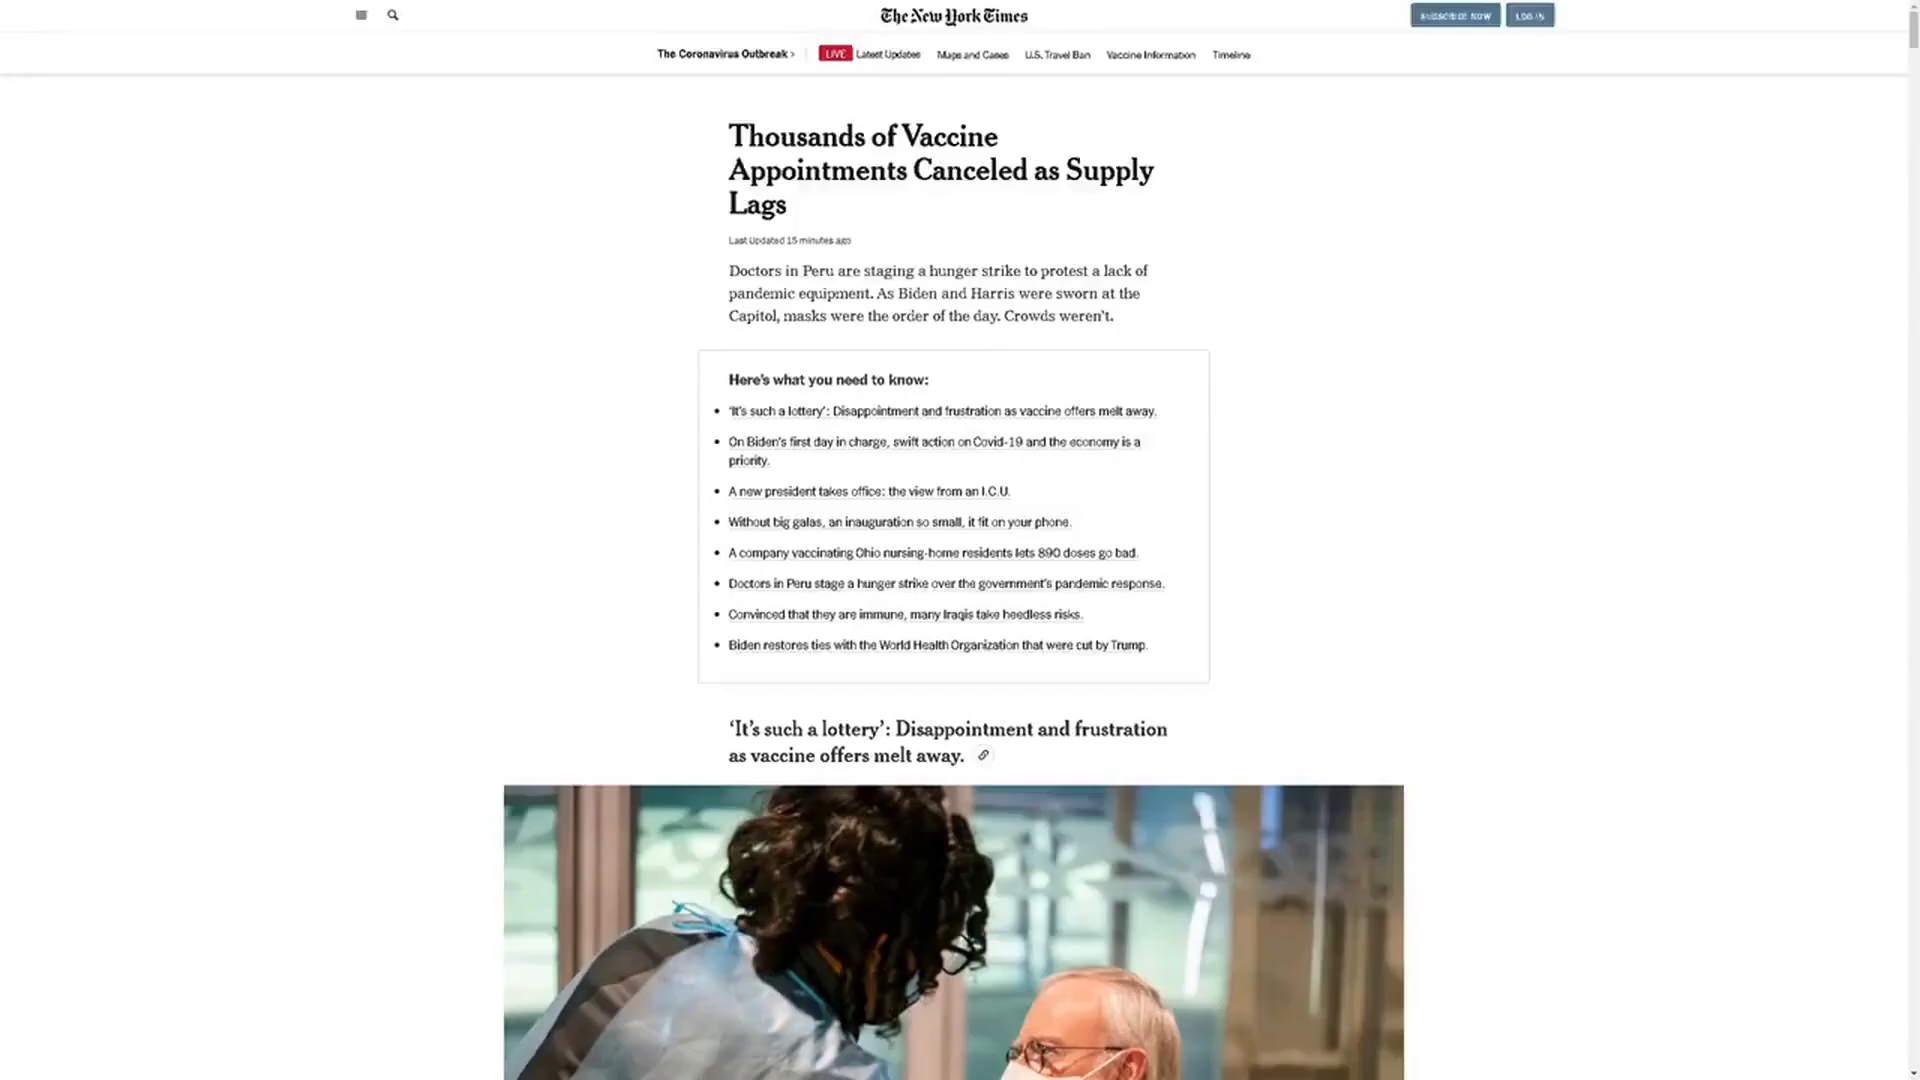 The New York Times
SUBSCRIBE NOW
LOG IN
The Coronavirus Outbreak ›
LIVE Latest Updates
Maps and Cases
U.S. Travel Ban
Vaccine Information
Timeline
Thousands of Vaccine
Appointments Canceled as Supply
Lags
Last Updated 15 minutes ago
Doctors in Peru are staging a hunger strike to protest a lack of
pandemic equipment. As Biden and Harris were sworn at the
Capitol, masks were the order of the day. Crowds weren't.
Here's what you need to know:
• 'It's such a lottery': Disappointment and frustration as vaccine offers melt away.
• On Biden's first day in charge, swift action on Covid-19 and the economy is a
priority.
• A new president takes office: the view from an I.C.U.
• Without big galas, an inauguration so small, it fit on your phone.
• A company vaccinating Ohio nursing-home residents lets 890 doses go bad.
• Doctors in Peru stage a hunger strike over the government's pandemic response.
• Convinced that they are immune, many Iraqis take heedless risks.
• Biden restores ties with the World Health Organization that were cut by Trump.
'It's such a lottery': Disappointment and frustration
as vaccine offers melt away.